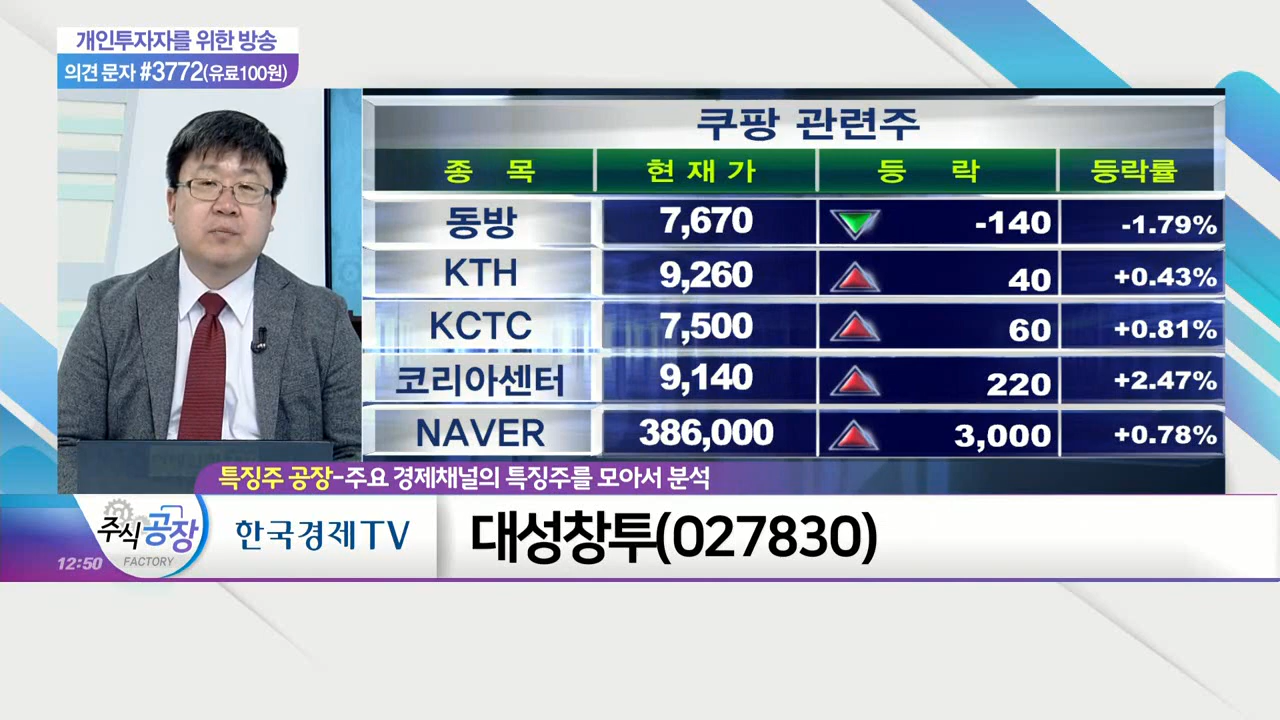 개인투자자를 위한 방송
의견 문자 #3772(유료100원)
쿠팡 관련주
종 목 현 재 가 등 락 등락률
동방 7,670 -140 -1.79%
KTH 9,260 40 +0.43%
KCTC 7,500 60 +0.81%
코리아센터 9,140 220 +2.47%
NAVER 386,000 3,000 +0.78%
특징주 공장-주요 경제채널의 특징주를 모아서 분석
주식공장
FACTORY
12:50
한국경제TV
대성창투(027830)